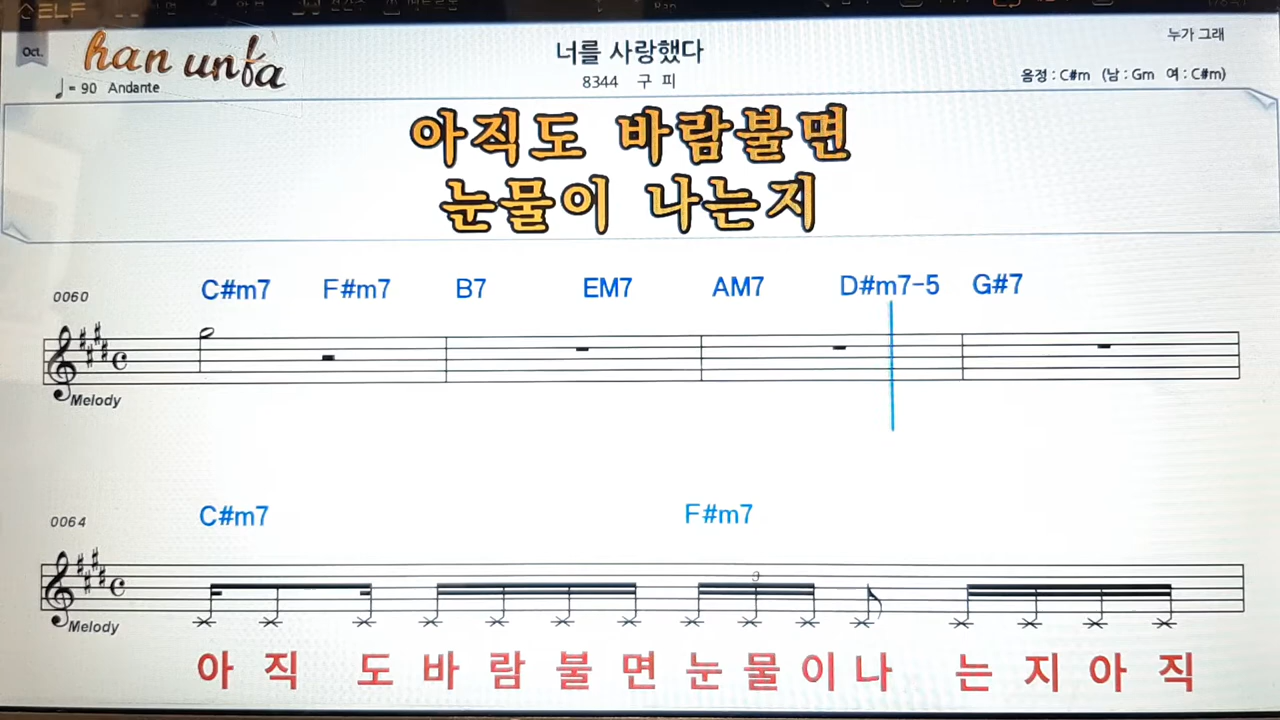 ELF
Oct.
han unfa
너를 사랑했다
누가 그래
8344 구 피
음정 : C#m (남 : Gm 여 : C#m)
♩ = 90 Andante
아직도 바람불면
눈물이 나는지
0060
C#m7 F#m7 B7 EM7 AM7 D#m7-5 G#7
Melody
0064
C#m7 F#m7
3
Melody
아 직 도 바 람 불 면 눈 물 이 나 는 지 아 직